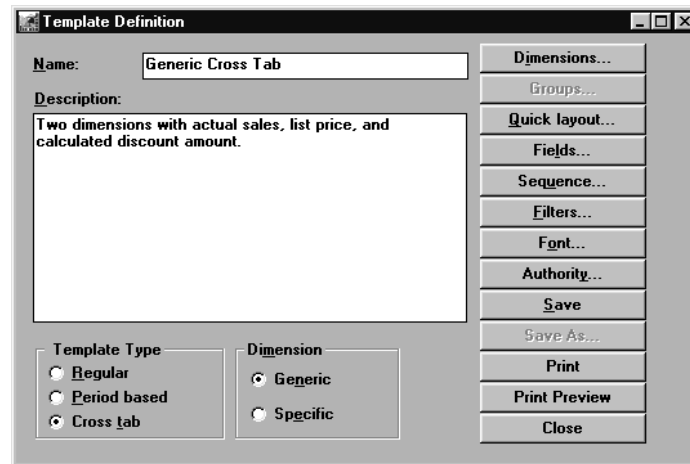 Template Definition
Name:
Generic Cross Tab
Description:
Two dimensions with actual sales, list price, and
calculated discount amount.
Template Type
Regular
Period based
Cross tab
Dimension
Generic
Specific
Dimensions...
Groups...
Quick layout...
Fields...
Sequence...
Filters...
Font...
Authority...
Save
Save As...
Print
Print Preview
Close